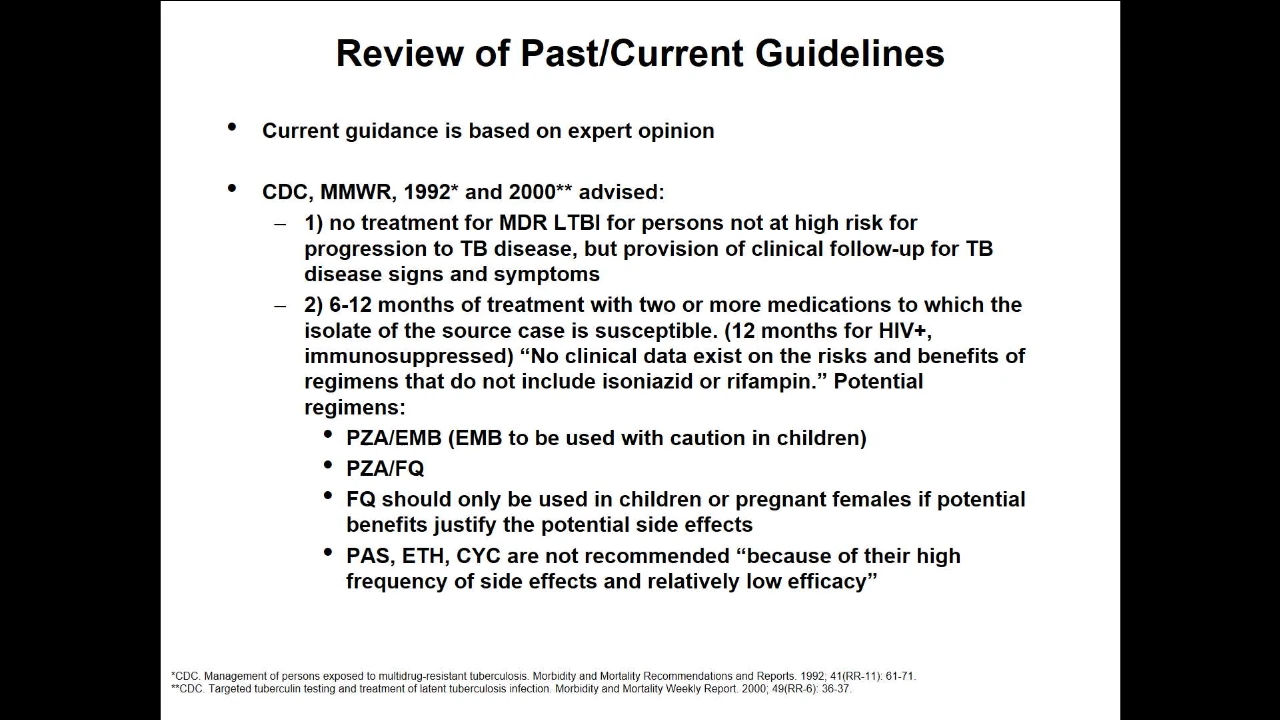 Review of Past/Current Guidelines
• Current guidance is based on expert opinion
• CDC, MMWR, 1992* and 2000** advised:
– 1) no treatment for MDR LTBI for persons not at high risk for
progression to TB disease, but provision of clinical follow-up for TB
disease signs and symptoms
– 2) 6-12 months of treatment with two or more medications to which the
isolate of the source case is susceptible. (12 months for HIV+,
immunosuppressed) “No clinical data exist on the risks and benefits of
regimens that do not include isoniazid or rifampin.” Potential
regimens:
• PZA/EMB (EMB to be used with caution in children)
• PZA/FQ
• FQ should only be used in children or pregnant females if potential
benefits justify the potential side effects
• PAS, ETH, CYC are not recommended “because of their high
frequency of side effects and relatively low efficacy”
*CDC. Management of persons exposed to multidrug-resistant tuberculosis. Morbidity and Mortality Recommendations and Reports. 1992; 41(RR-11): 61-71.
**CDC. Targeted tuberculin testing and treatment of latent tuberculosis infection. Morbidity and Mortality Weekly Report. 2000; 49(RR-6): 36-37.